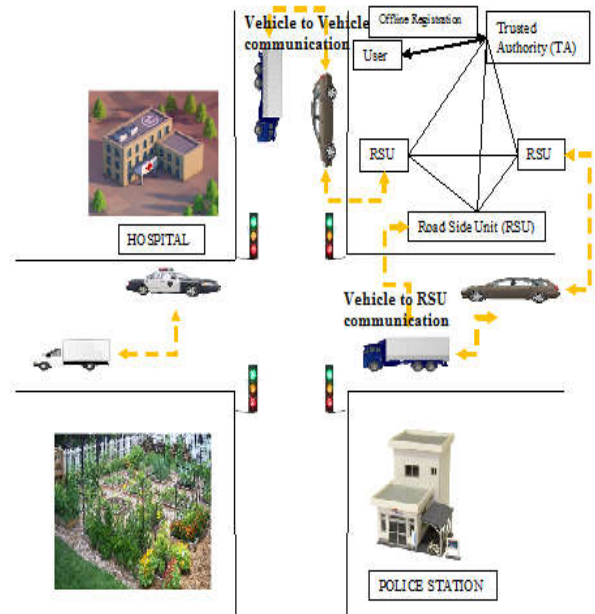 Vehicle to Vehicle
communication
Offline Registration
User
Trusted
Authority (TA)
RSU
RSU
Road Side Unit (RSU)
HOSPITAL
Vehicle to RSU
communication
POLICE STATION